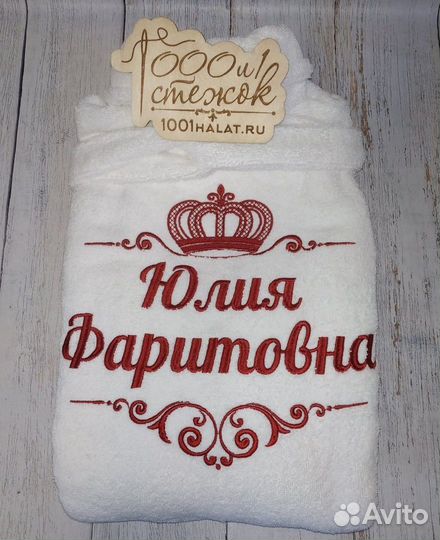 1000 и 1
стежок
1001HALAT.RU
Юлия
Фаритовна
Avito